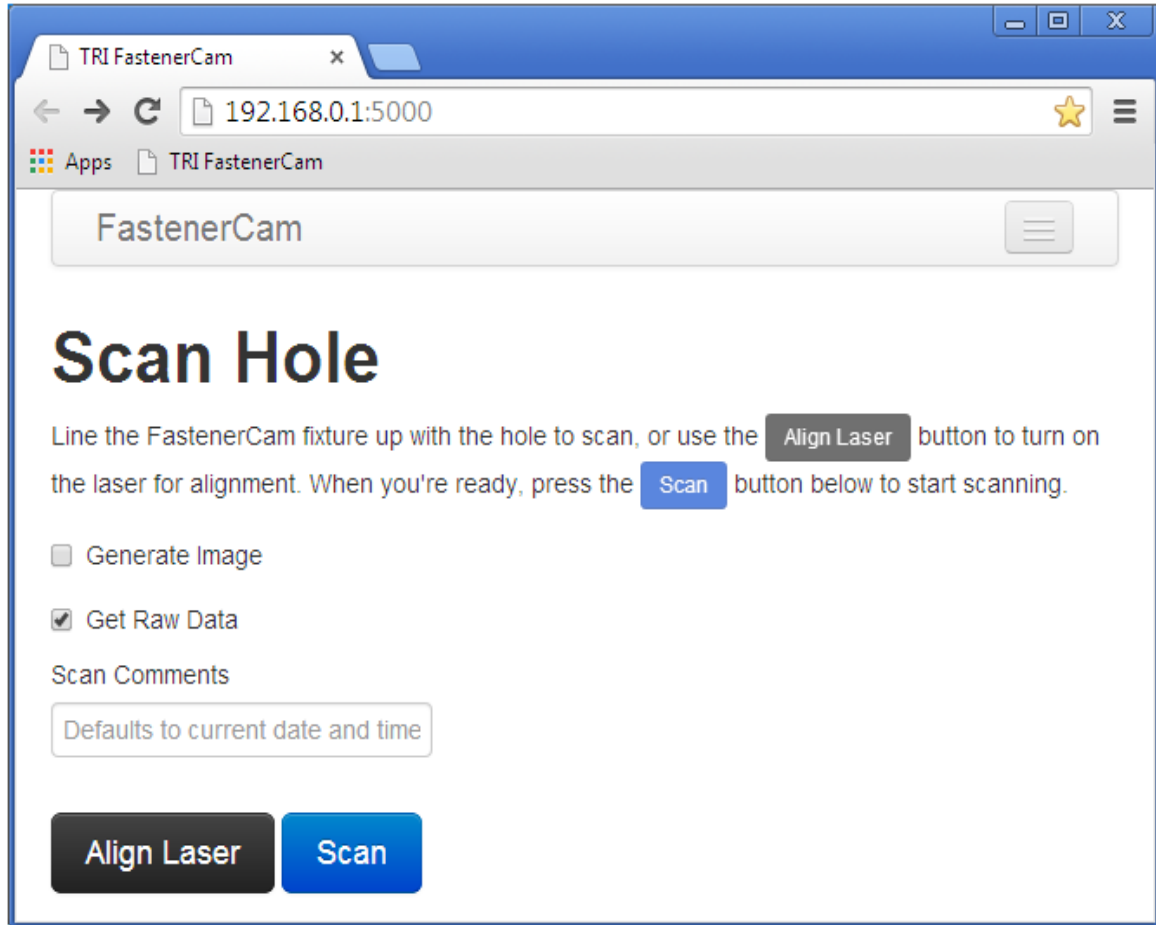 TRI FastenerCam
192.168.0.1:5000
Apps TRI FastenerCam
FastenerCam
Scan Hole
Line the FastenerCam fixture up with the hole to scan, or use the Align Laser button to turn on
the laser for alignment. When you're ready, press the Scan button below to start scanning.
Generate Image
Get Raw Data
Scan Comments
Defaults to current date and time
Align Laser Scan